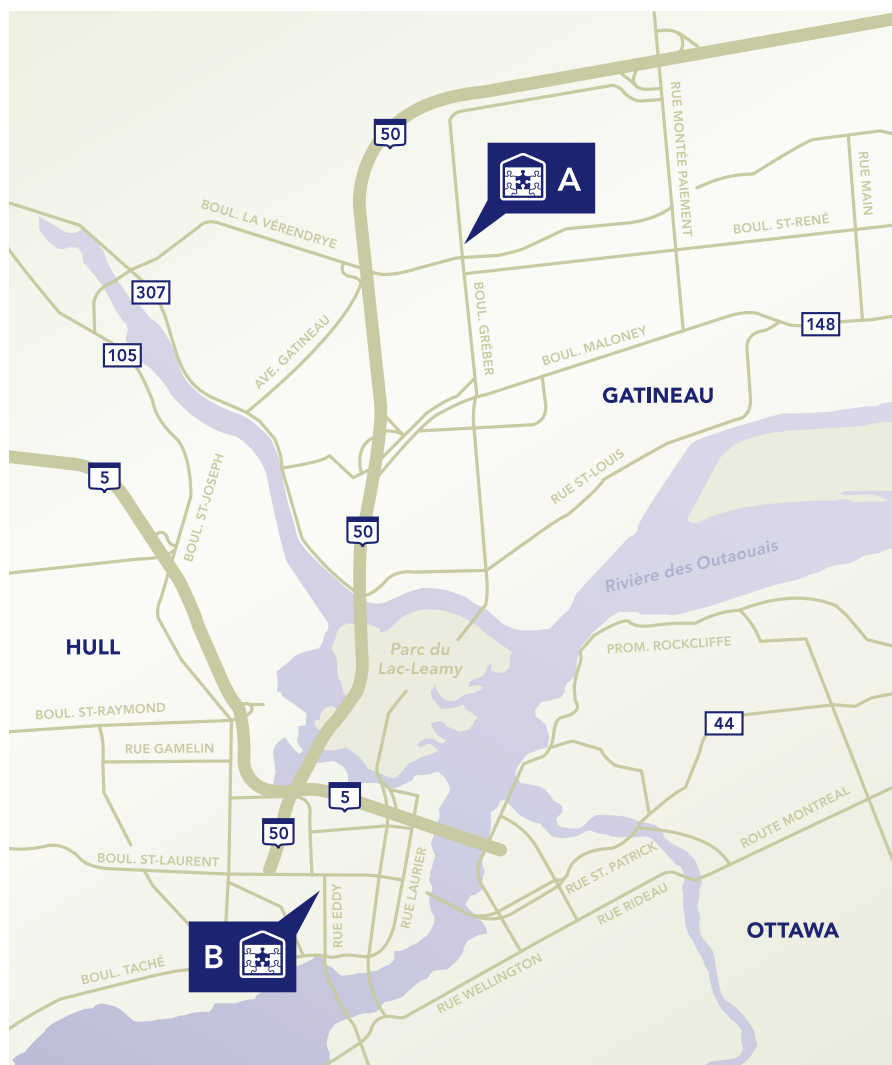 50
A
RUE MONTÉE PAIEMENT
RUE MAIN
BOUL. LA VÉRENDRYE
BOUL. ST-RENÉ
307
105
AVE. GATINEAU
BOUL. GRÉBER
BOUL. MALONEY
148
GATINEAU
5
BOUL. ST-JOSEPH
RUE ST-LOUIS
50
Rivière des Outaouais
HULL
Parc du
Lac-Leamy
PROM. ROCKCLIFFE
BOUL. ST-RAYMOND
44
RUE GAMELIN
5
50
ROUTE MONTREAL
BOUL. ST-LAURENT
RUE LAURIER
RUE ST. PATRICK
RUE EDDY
RUE RIDEAU
B
OTTAWA
BOUL. TACHÉ
RUE WELLINGTON